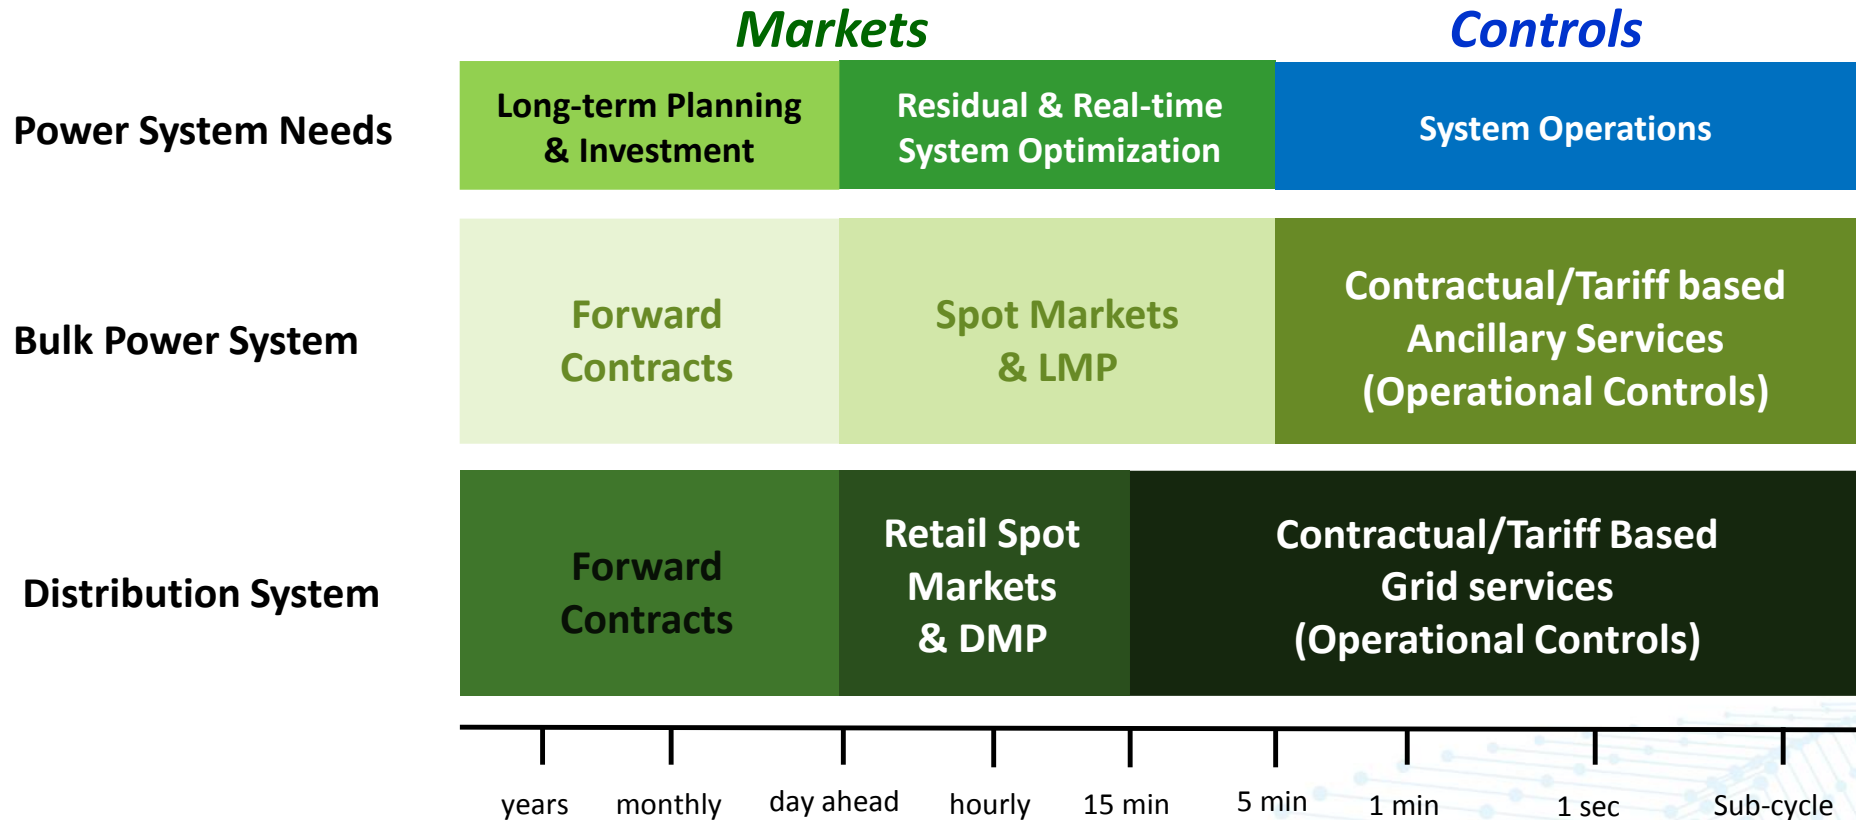 Markets
Controls
Power System Needs
Long-term Planning
& Investment
Residual & Real-time
System Optimization
System Operations
Bulk Power System
Forward
Contracts
Spot Markets
& LMP
Contractual/Tariff based
Ancillary Services
(Operational Controls)
Distribution System
Forward
Contracts
Retail Spot
Markets
& DMP
Contractual/Tariff Based
Grid services
(Operational Controls)
years
monthly
day ahead
hourly
15 min
5 min
1 min
1 sec
Sub-cycle